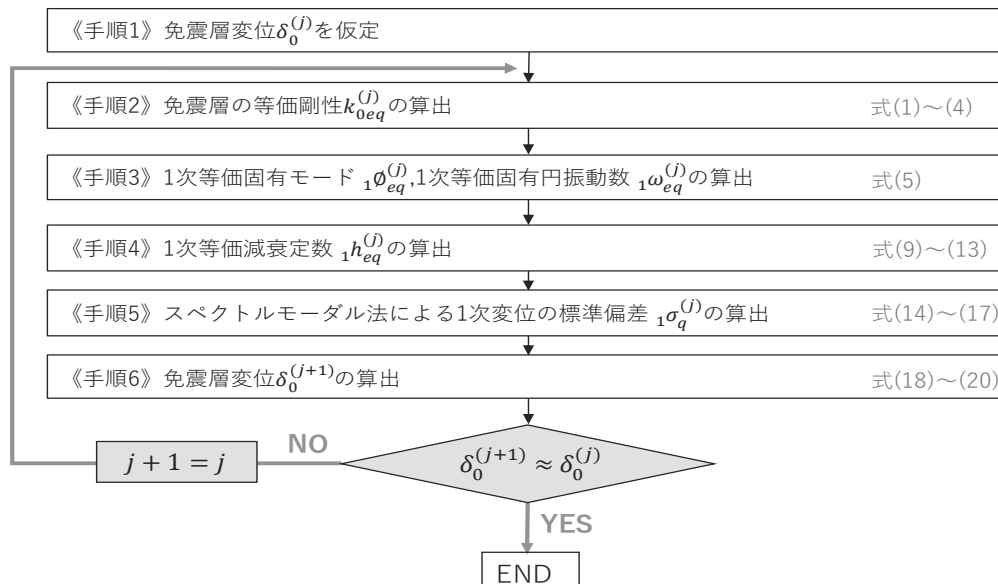 《手順1》免震層変位δ₀^(j)を仮定
《手順2》免震層の等価剛性k₀eq^(j)の算出 式(1)～(4)
《手順3》1次等価固有モード ₁∅eq^(j),1次等価固有円振動数 ₁ωeq^(j)の算出 式(5)
《手順4》1次等価減衰定数 ₁heq^(j)の算出 式(9)～(13)
《手順5》スペクトルモーダル法による1次変位の標準偏差 ₁σq^(j)の算出 式(14)～(17)
《手順6》免震層変位δ₀^(j+1)の算出 式(18)～(20)
NO
j + 1 = j
δ₀^(j+1) ≈ δ₀^(j)
YES
END